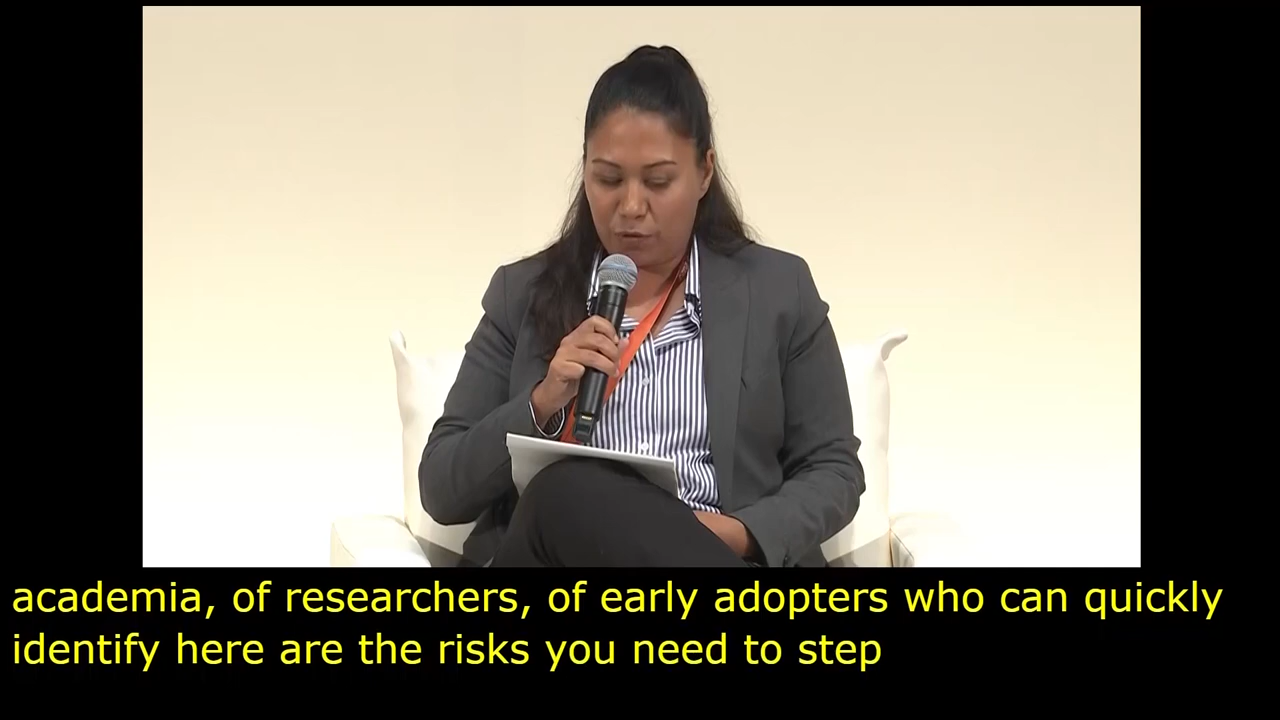 academia, of researchers, of early adopters who can quickly
identify here are the risks you need to step